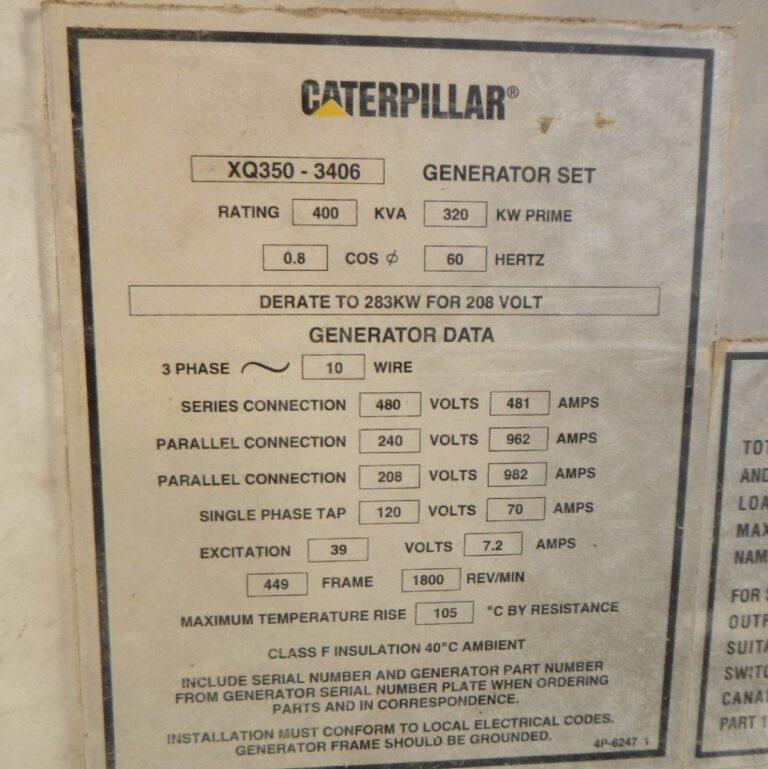 CATERPILLAR®
XQ350 - 3406 GENERATOR SET
RATING 400 KVA 320 KW PRIME
0.8 COS ϕ 60 HERTZ
DERATE TO 283KW FOR 208 VOLT
GENERATOR DATA
3 PHASE 10 WIRE
SERIES CONNECTION 480 VOLTS 481 AMPS
PARALLEL CONNECTION 240 VOLTS 962 AMPS
PARALLEL CONNECTION 208 VOLTS 982 AMPS
SINGLE PHASE TAP 120 VOLTS 70 AMPS
EXCITATION 39 VOLTS 7.2 AMPS
449 FRAME 1800 REV/MIN
MAXIMUM TEMPERATURE RISE 105 °C BY RESISTANCE
CLASS F INSULATION 40°C AMBIENT
INCLUDE SERIAL NUMBER AND GENERATOR PART NUMBER
FROM GENERATOR SERIAL NUMBER PLATE WHEN ORDERING
PARTS AND IN CORRESPONDENCE.
INSTALLATION MUST CONFORM TO LOCAL ELECTRICAL CODES.
GENERATOR FRAME SHOULD BE GROUNDED.
4P-6247
AND
FOR
PART 1